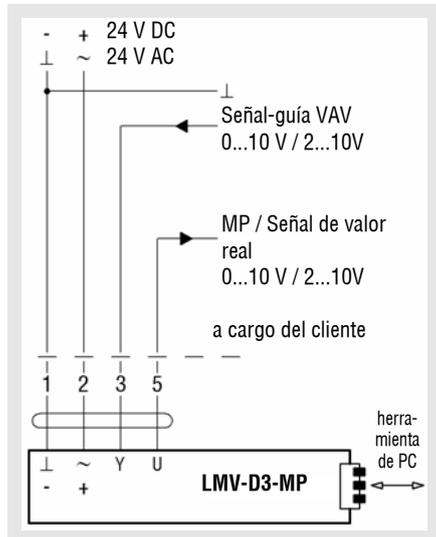 - + 24 V DC
⊥ ~ 24 V AC
⊥
Señal-guía VAV
0...10 V / 2...10V
MP / Señal de valor
real
0...10 V / 2...10V
a cargo del cliente
1 2 3 5
herra-
mienta
de PC
⊥ ~ Y U
- +
LMV-D3-MP